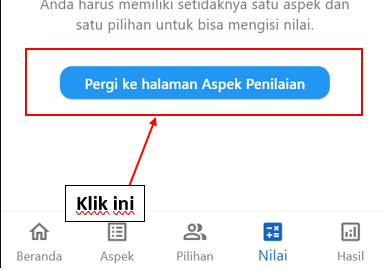 Anda harus memiliki setidaknya satu aspek dan
satu pilihan untuk bisa mengisi nilai.
Pergi ke halaman Aspek Penilaian
Klik ini
Beranda
Aspek
Pilihan
Nilai
Hasil